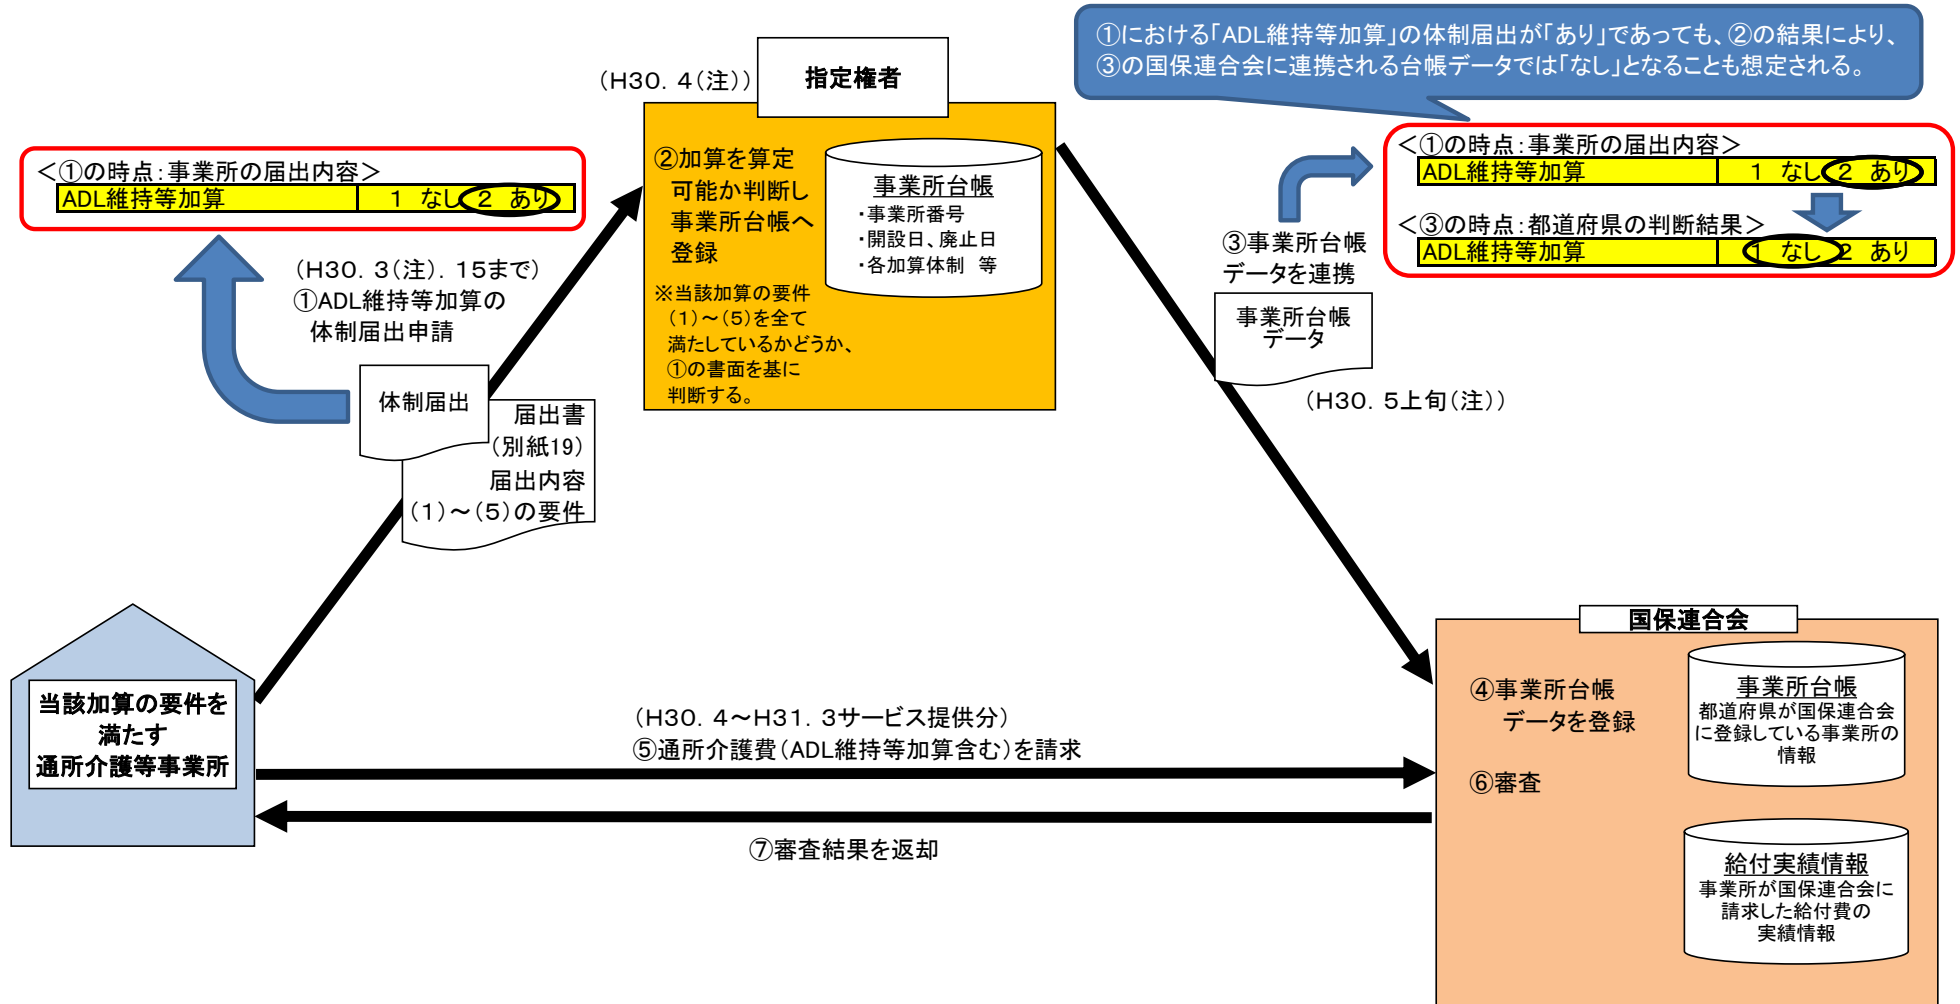 ①における「ADL維持等加算」の体制届出が「あり」であっても、②の結果により、
③の国保連合会に連携される台帳データでは「なし」となることも想定される。
(H30．4(注))
指定権者
②加算を算定
可能か判断し
事業所台帳へ
登録
※当該加算の要件
(1)～(5)を全て
満たしているかどうか、
①の書面を基に
判断する。
事業所台帳
・事業所番号
・開設日、廃止日
・各加算体制　等
＜①の時点：事業所の届出内容＞
ADL維持等加算　1　なし　2　あり
(H30．3(注)．15まで)
①ADL維持等加算の
体制届出申請
体制届出
届出書
(別紙19)
届出内容
(1)～(5)の要件
③事業所台帳
データを連携
事業所台帳
データ
(H30．5上旬(注))
＜①の時点：事業所の届出内容＞
ADL維持等加算　1　なし　2　あり
＜③の時点：都道府県の判断結果＞
ADL維持等加算　1　なし　2　あり
当該加算の要件を
満たす
通所介護等事業所
(H30．4～H31．3サービス提供分)
⑤通所介護費(ADL維持等加算含む)を請求
⑦審査結果を返却
国保連合会
④事業所台帳
データを登録
⑥審査
事業所台帳
都道府県が国保連合会
に登録している事業所の
情報
給付実績情報
事業所が国保連合会に
請求した給付費の
実績情報